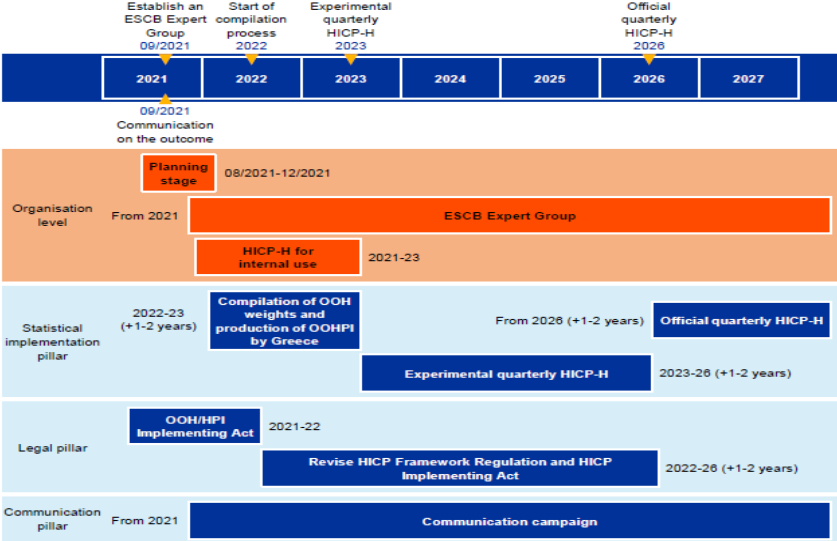 Establish an
ESCB Expert
Group
09/2021
Start of
compilation
process
2022
Experimental
quarterly
HICP-H
2023
Official
quarterly
HICP-H
2026
2021
2022
2023
2024
2025
2026
2027
09/2021
Communication
on the outcome
Organisation
level
Planning
stage
08/2021-12/2021
From 2021
ESCB Expert Group
HICP-H for
internal use
2021-23
Statistical
implementation
pillar
2022-23
(+1-2 years)
Compilation of OOH
weights and
production of OOHPI
by Greece
From 2026 (+1-2 years)
Official quarterly HICP-H
Experimental quarterly HICP-H
2023-26 (+1-2 years)
Legal pillar
OOH/HPI
Implementing Act
2021-22
Revise HICP Framework Regulation and HICP
Implementing Act
2022-26 (+1-2 years)
Communication
pillar
From 2021
Communication campaign